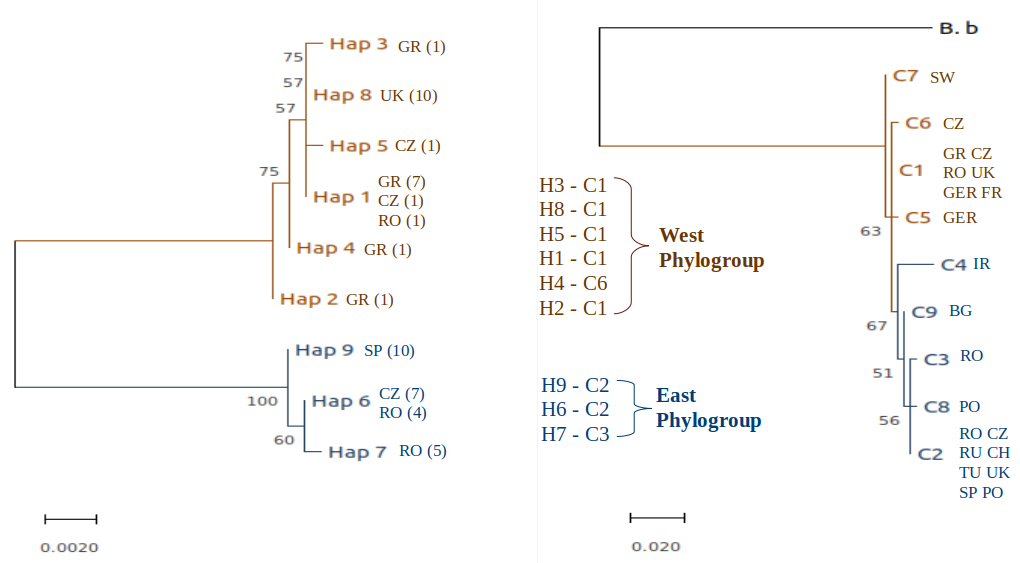 75
Hap 3 GR (1)
57
Hap 8 UK (10)
57
Hap 5 CZ (1)
75
Hap 1 GR (7)
CZ (1)
RO (1)
Hap 4 GR (1)
Hap 2 GR (1)
Hap 9 SP (10)
100
Hap 6 CZ (7)
RO (4)
60
Hap 7 RO (5)
0.0020
H3 - C1
H8 - C1
H5 - C1
H1 - C1
H4 - C6
H2 - C1
West
Phylogroup
H9 - C2
H6 - C2
H7 - C3
East
Phylogroup
B. b
C7 SW
C6 CZ
C1 GR CZ
RO UK
GER FR
C5 GER
63
C4 IR
C9 BG
67
C3 RO
51
C8 PO
56
C2 RO CZ
RU CH
TU UK
SP PO
0.020